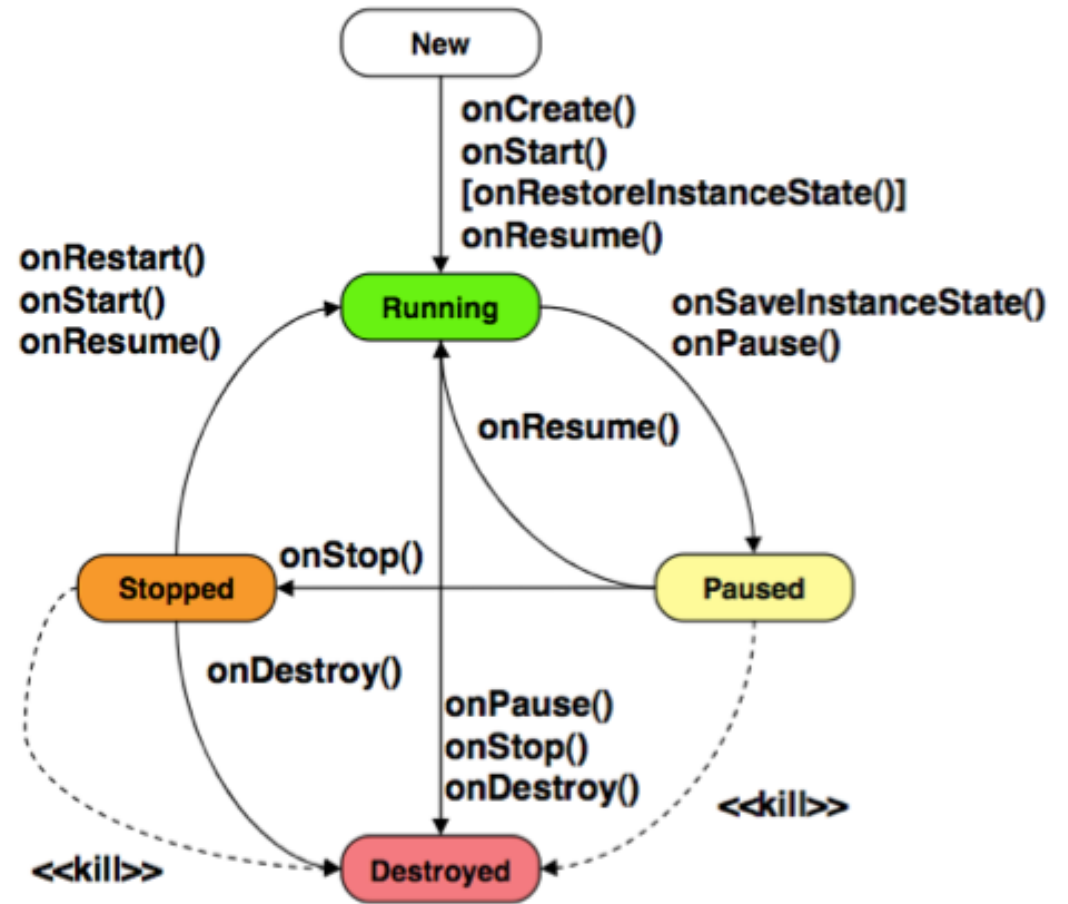 New
onCreate()
onStart()
[onRestoreInstanceState()]
onResume()
onRestart()
onStart()
onResume()
Running
onSaveInstanceState()
onPause()
onResume()
onStop()
Stopped
Paused
onDestroy()
onPause()
onStop()
onDestroy()
<<kill>>
<<kill>>
Destroyed